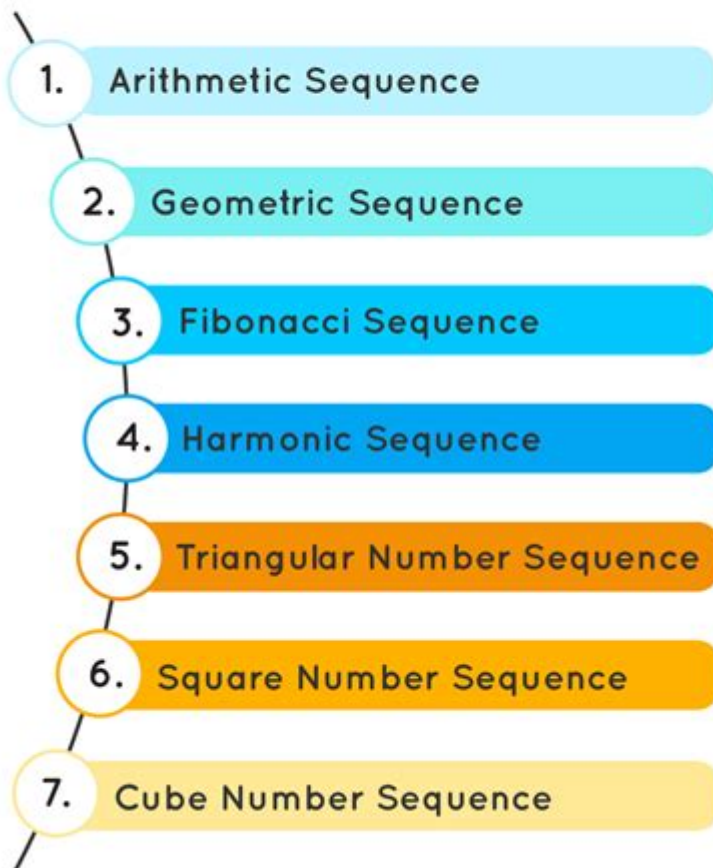 1. Arithmetic Sequence
2. Geometric Sequence
3. Fibonacci Sequence
4. Harmonic Sequence
5. Triangular Number Sequence
6. Square Number Sequence
7. Cube Number Sequence